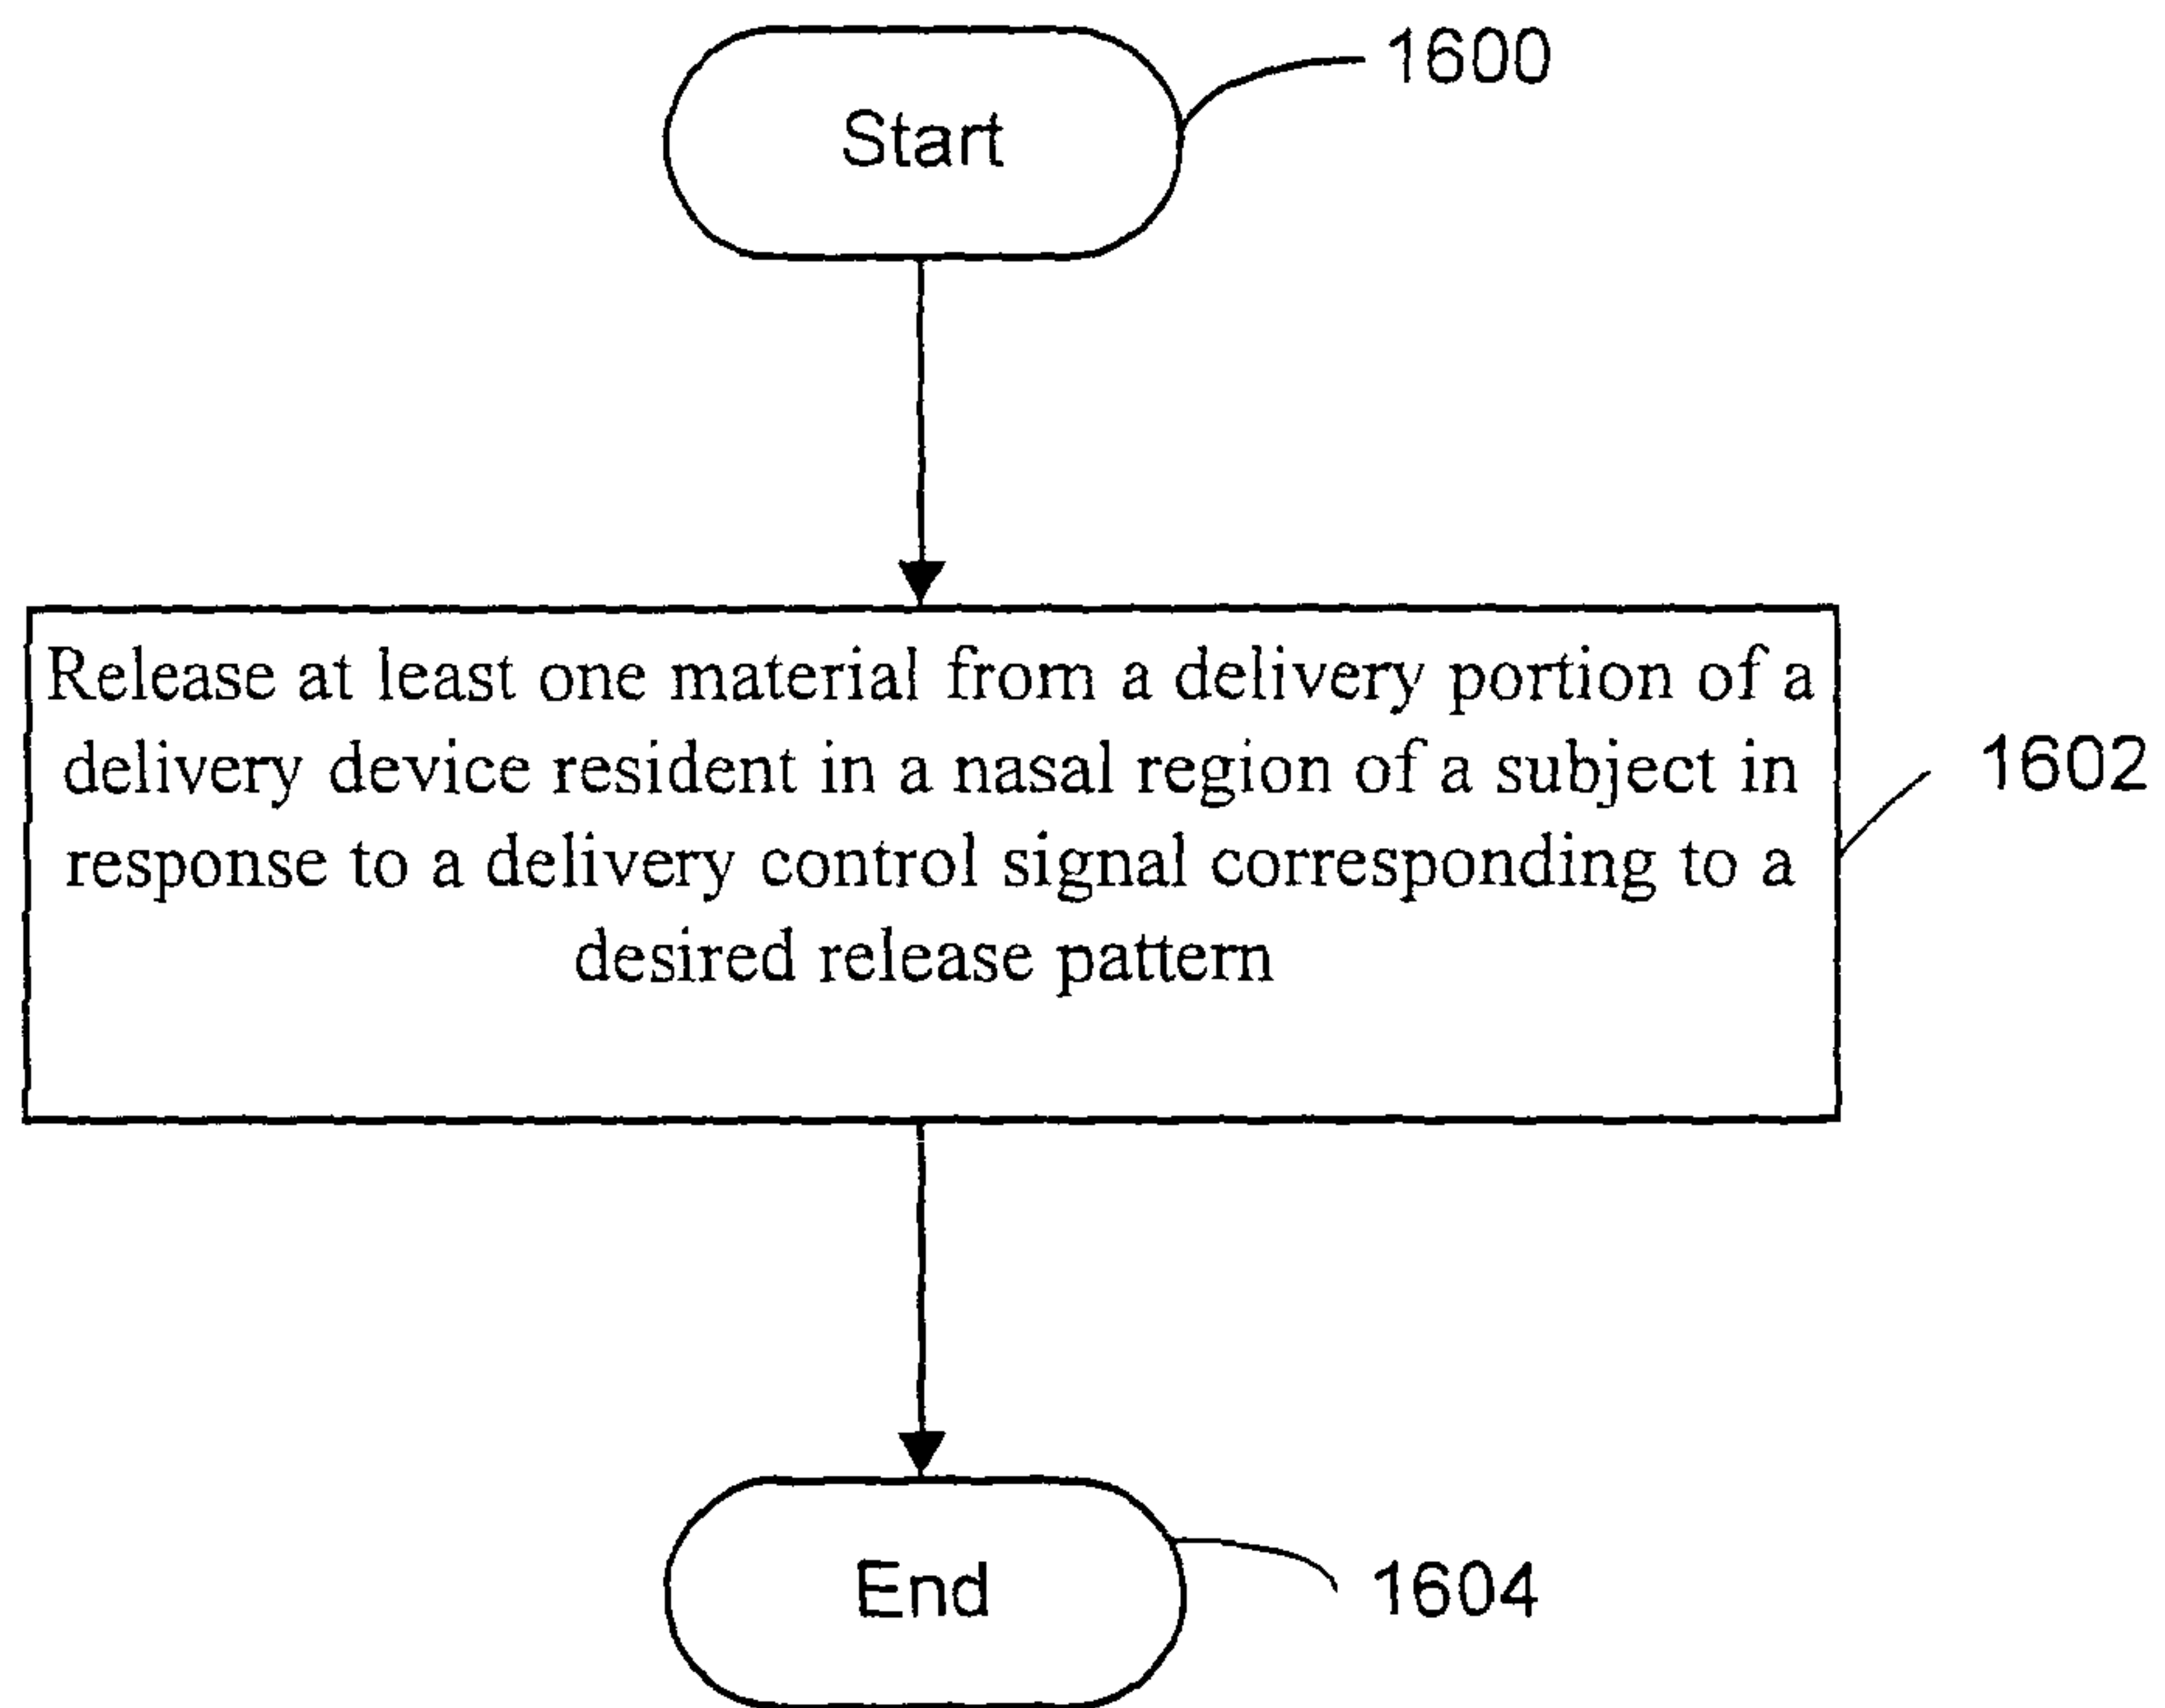 Start
1600
Release at least one material from a delivery portion of a
delivery device resident in a nasal region of a subject in
response to a delivery control signal corresponding to a
desired release pattern
1602
End
1604